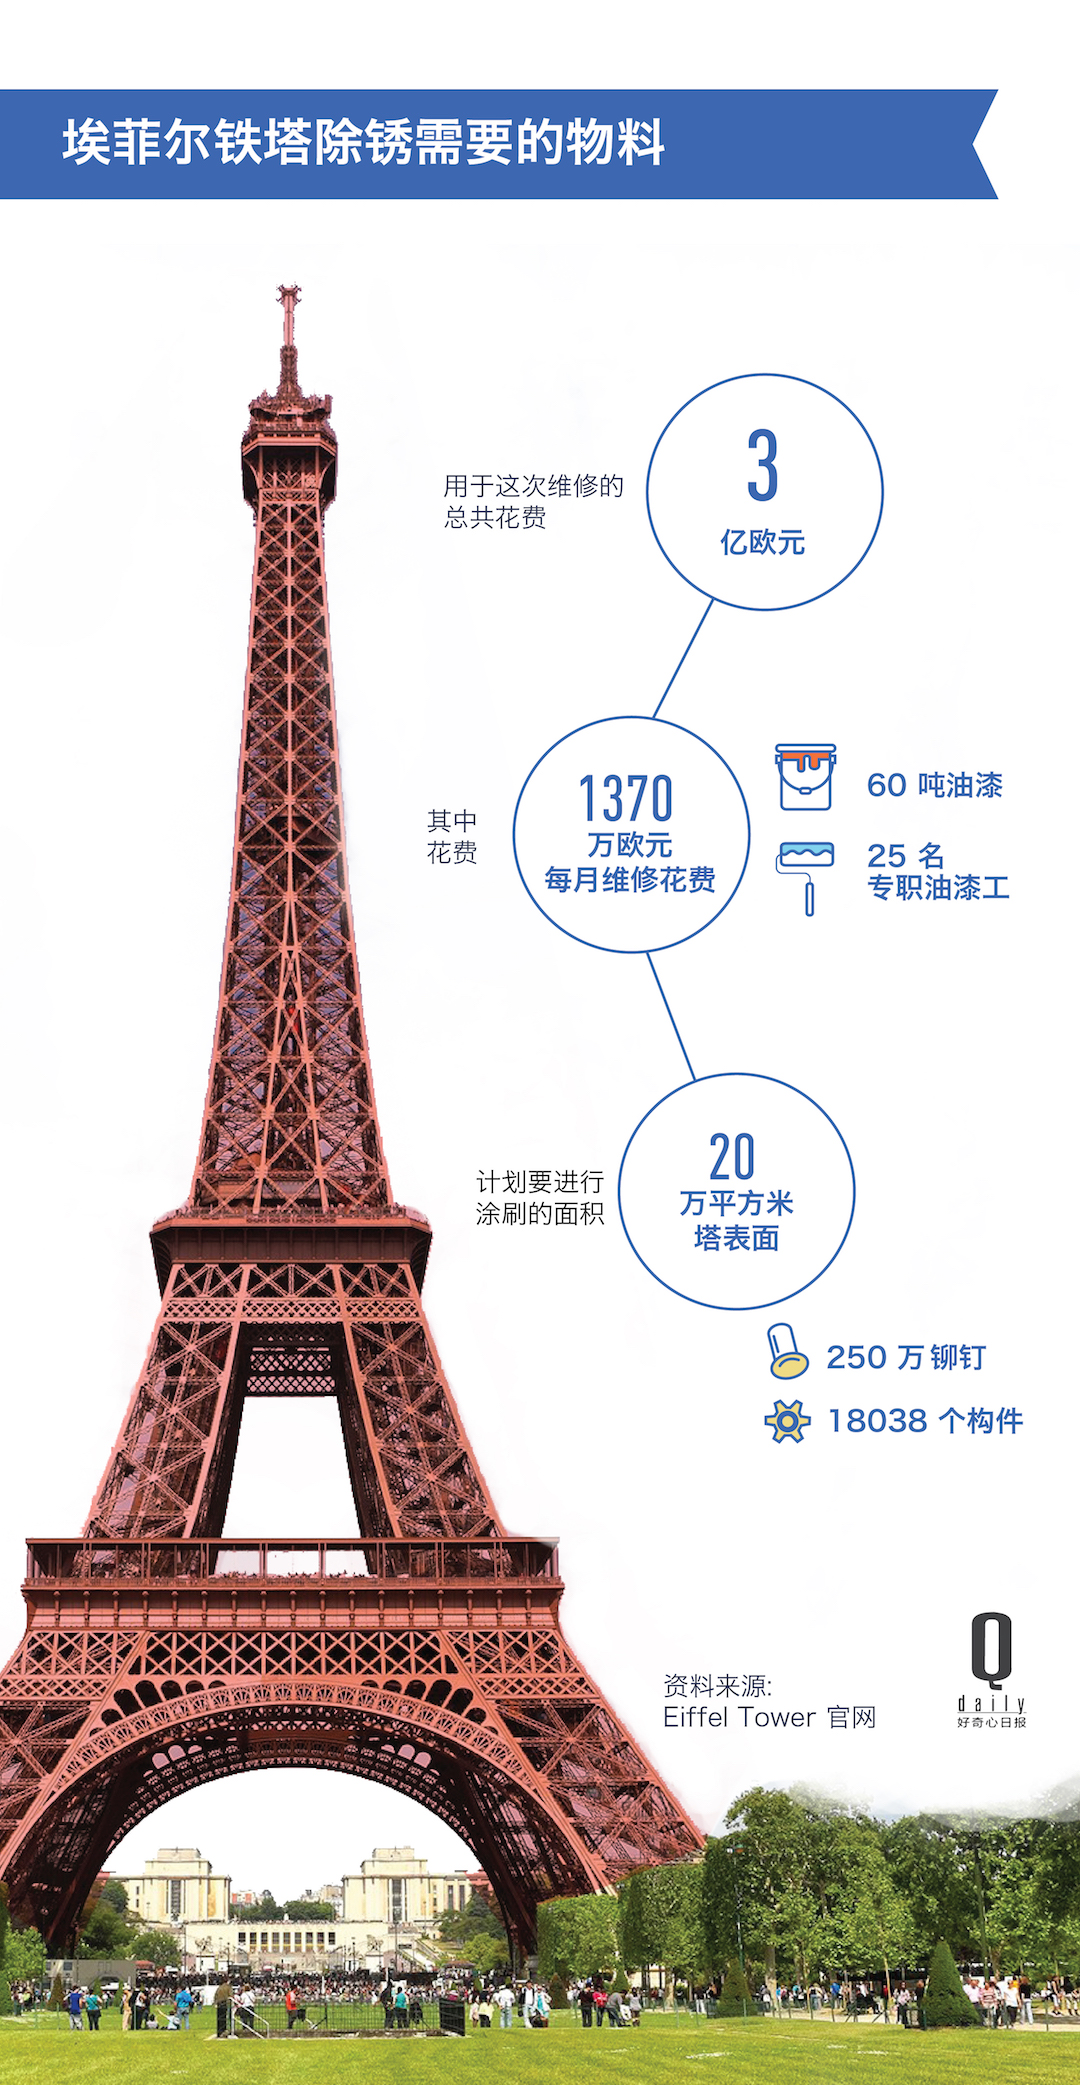 埃菲尔铁塔除锈需要的物料
用于这次维修的
总共花费
3
亿欧元
其中
花费
1370
万欧元
每月维修花费
60 吨油漆
25 名
专职油漆工
计划要进行
涂刷的面积
20
万平方米
塔表面
250 万铆钉
18038 个构件
资料来源:
Eiffel Tower 官网
Q
daily
好奇心日报